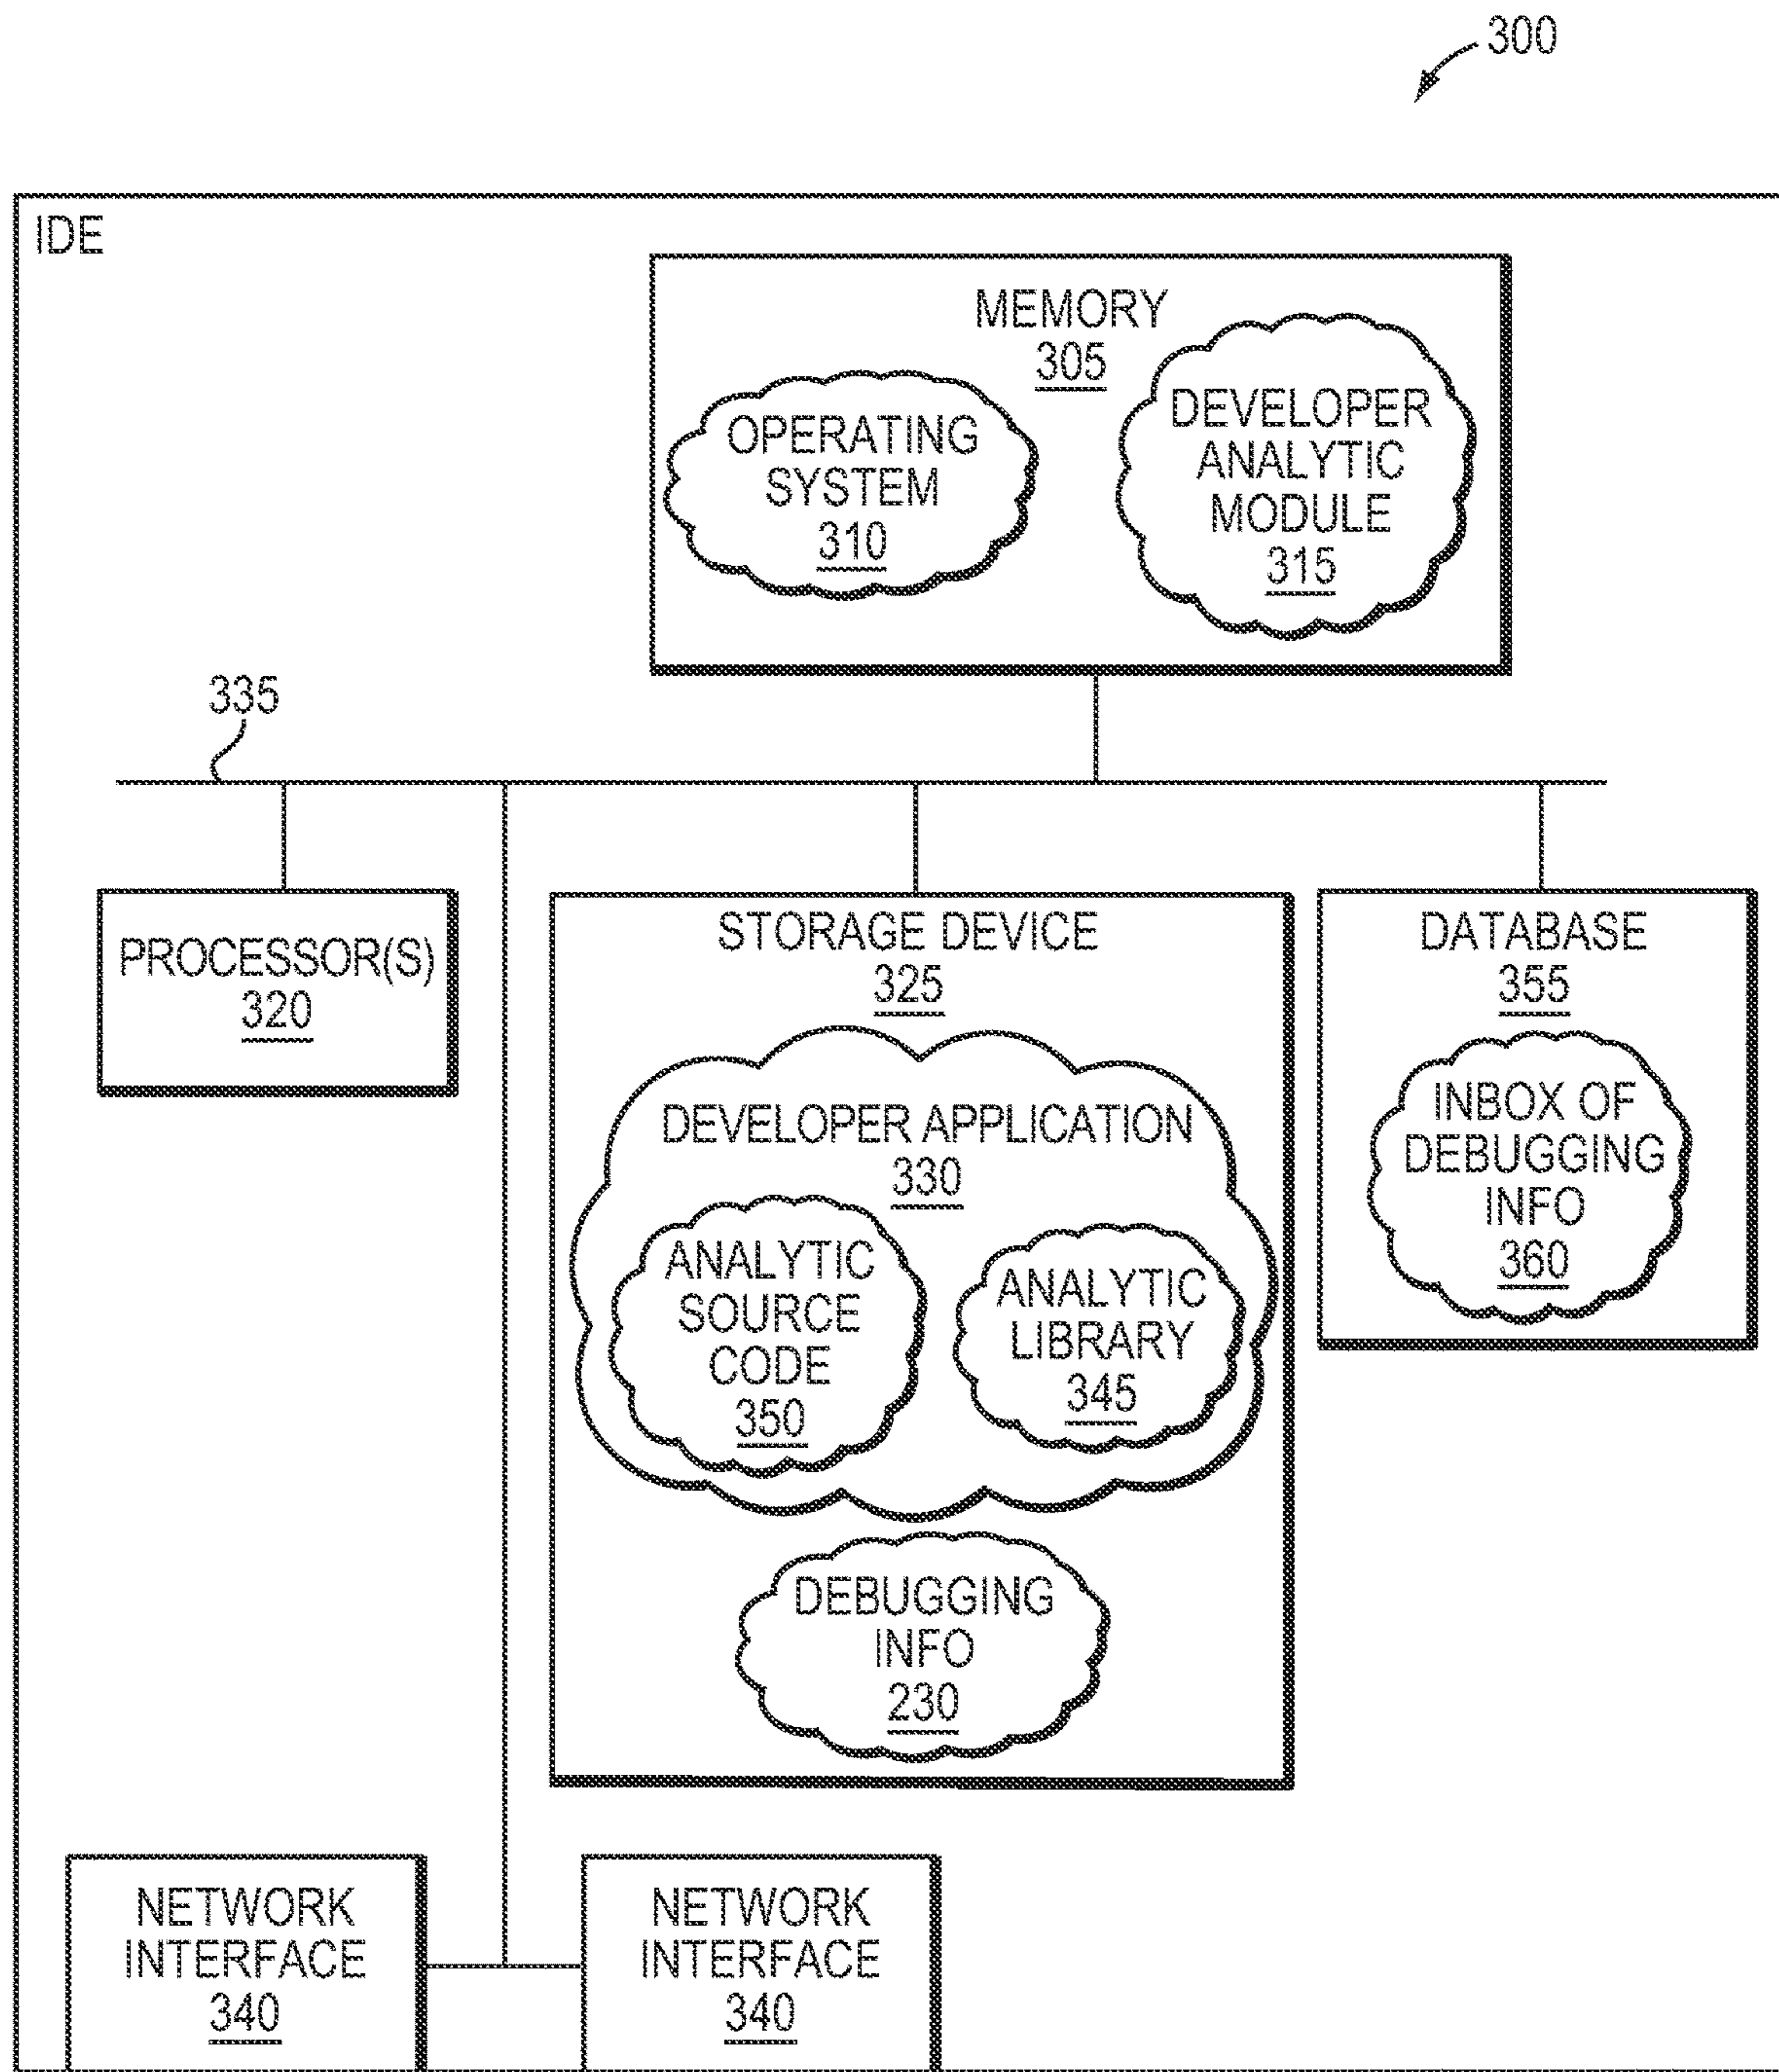 300
IDE
MEMORY
305
OPERATING
SYSTEM
310
DEVELOPER
ANALYTIC
MODULE
315
335
PROCESSOR(S)
320
STORAGE DEVICE
325
DEVELOPER APPLICATION
330
ANALYTIC
SOURCE
CODE
350
ANALYTIC
LIBRARY
345
DEBUGGING
INFO
230
DATABASE
355
INBOX OF
DEBUGGING
INFO
360
NETWORK
INTERFACE
340
NETWORK
INTERFACE
340